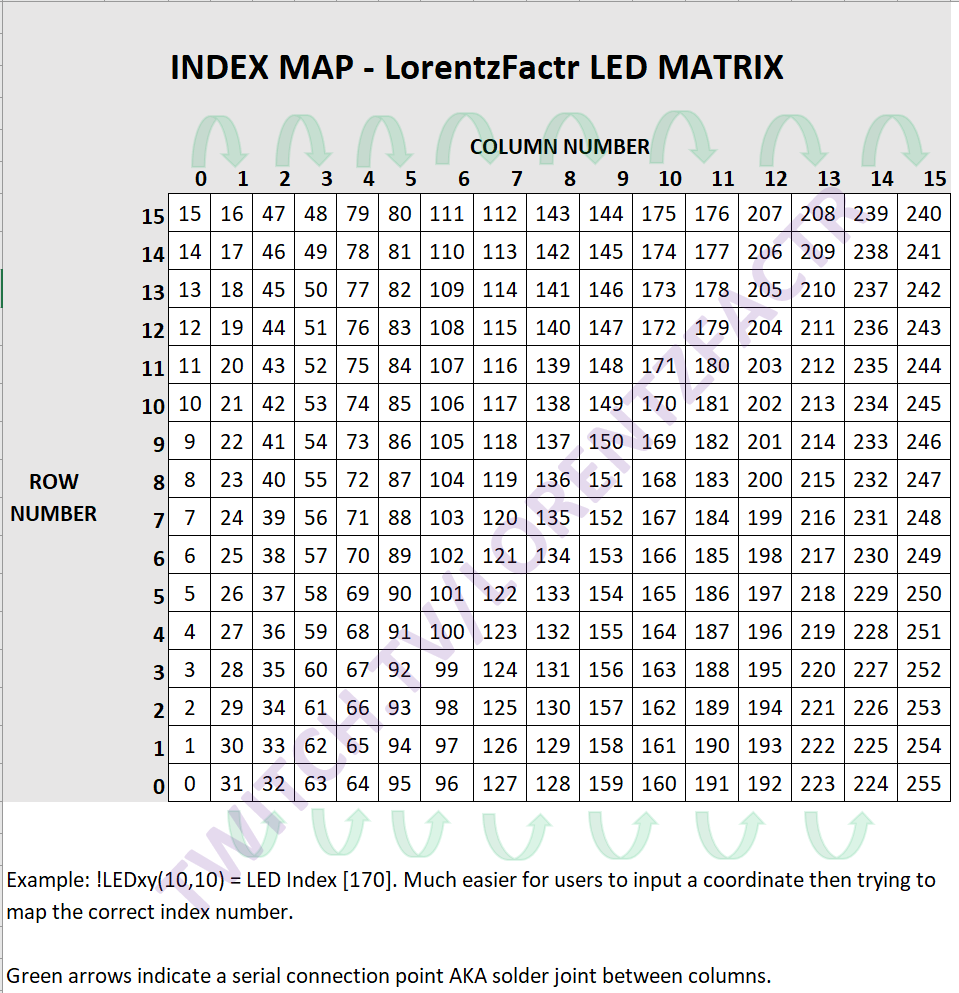 INDEX MAP - LorentzFactr LED MATRIX
COLUMN NUMBER
0 1 2 3 4 5 6 7 8 9 10 11 12 13 14 15
15 15 16 47 48 79 80 111 112 143 144 175 176 207 208 239 240
14 14 17 46 49 78 81 110 113 142 145 174 177 206 209 238 241
13 13 18 45 50 77 82 109 114 141 146 173 178 205 210 237 242
12 12 19 44 51 76 83 108 115 140 147 172 179 204 211 236 243
11 11 20 43 52 75 84 107 116 139 148 171 180 203 212 235 244
10 10 21 42 53 74 85 106 117 138 149 170 181 202 213 234 245
9 9 22 41 54 73 86 105 118 137 150 169 182 201 214 233 246
ROW
8 8 23 40 55 72 87 104 119 136 151 168 183 200 215 232 247
NUMBER
7 7 24 39 56 71 88 103 120 135 152 167 184 199 216 231 248
6 6 25 38 57 70 89 102 121 134 153 166 185 198 217 230 249
5 5 26 37 58 69 90 101 122 133 154 165 186 197 218 229 250
4 4 27 36 59 68 91 100 123 132 155 164 187 196 219 228 251
3 3 28 35 60 67 92 99 124 131 156 163 188 195 220 227 252
2 2 29 34 61 66 93 98 125 130 157 162 189 194 221 226 253
1 1 30 33 62 65 94 97 126 129 158 161 190 193 222 225 254
0 0 31 32 63 64 95 96 127 128 159 160 191 192 223 224 255
TWITCH.TV/LORENTZFACTR
Example: !LEDxy(10,10) = LED Index [170]. Much easier for users to input a coordinate then trying to
map the correct index number.
Green arrows indicate a serial connection point AKA solder joint between columns.